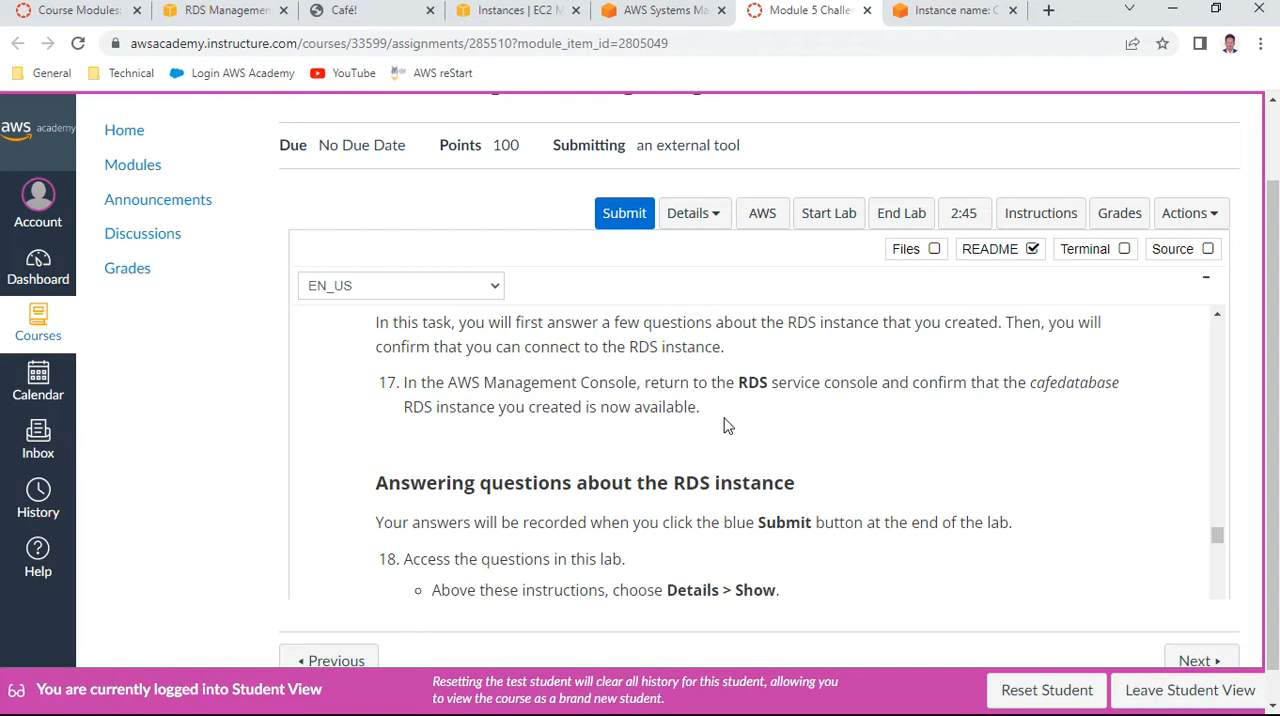 Course Modules:
RDS Managemen
Café!
Instances | EC2 M
AWS Systems Ma
Module 5 Challe
Instance name: C
awsacademy.instructure.com/courses/33599/assignments/285510?module_item_id=2805049
General
Technical
Login AWS Academy
YouTube
AWS reStart
aws academy
Account
Dashboard
Courses
Calendar
Inbox
History
Help
Home
Modules
Announcements
Discussions
Grades
Due No Due Date Points 100 Submitting an external tool
Submit Details AWS Start Lab End Lab 2:45 Instructions Grades Actions
Files README Terminal Source
EN_US
In this task, you will first answer a few questions about the RDS instance that you created. Then, you will
confirm that you can connect to the RDS instance.
17. In the AWS Management Console, return to the RDS service console and confirm that the cafedatabase
RDS instance you created is now available.
Answering questions about the RDS instance
Your answers will be recorded when you click the blue Submit button at the end of the lab.
18. Access the questions in this lab.
Above these instructions, choose Details > Show.
Previous
Next
You are currently logged into Student View
Resetting the test student will clear all history for this student, allowing you
to view the course as a brand new student.
Reset Student
Leave Student View